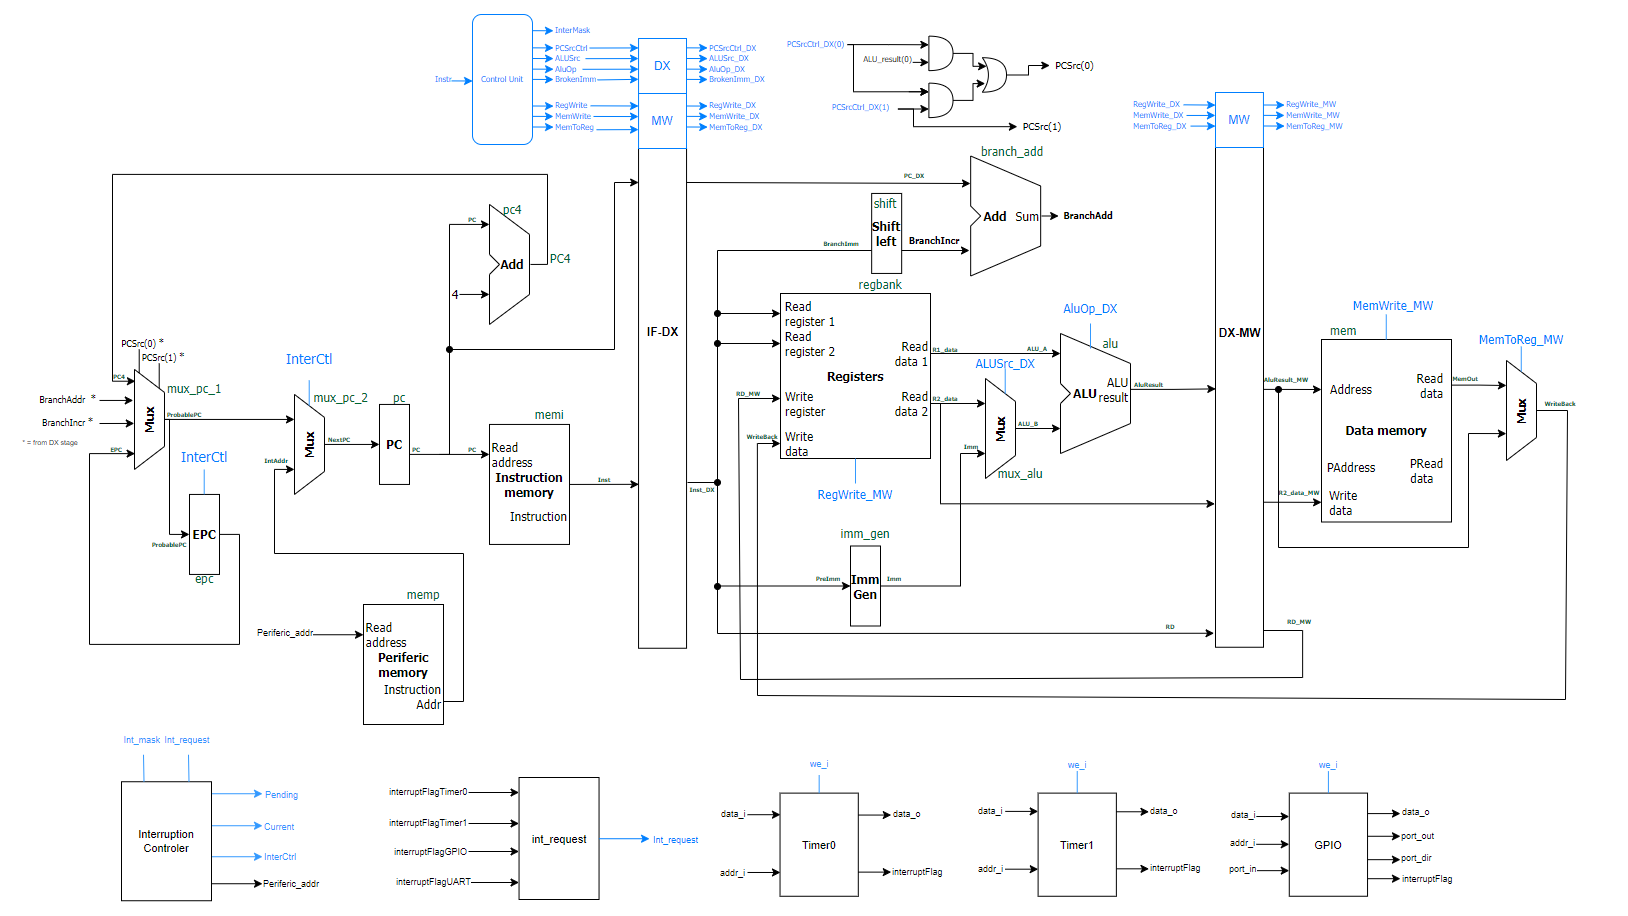 InterMask
PCSrcCtrl
ALUSrc
AluOp
BrokenImm
Instr
Control Unit
RegWrite
MemWrite
MemToReg
DX
MW
PCSrcCtrl_DX
ALUSrc_DX
AluOp_DX
BrokenImm_DX
RegWrite_DX
MemWrite_DX
MemToReg_DX
PCSrcCtrl_DX(0)
ALU_result(0)
PCSrcCtrl_DX(1)
PCSrc(0)
PCSrc(1)
RegWrite_DX
MemWrite_DX
MemToReg_DX
MW
RegWrite_MW
MemWrite_MW
MemToReg_MW
branch_add
PC_DX
Add
Sum
BranchAdd
shift
Shift
left
BranchImm
BranchIncr
pc4
PC
Add
PC4
4
IF-DX
DX-MW
regbank
Read
register 1
Read
register 2
Registers
Write
register
Write
data
Read
data 1
Read
data 2
R1_data
R2_data
RD_MW
WriteBack
RegWrite_MW
AluOp_DX
alu
ALU_A
ALUSrc_DX
Mux
ALU_B
Imm
mux_alu
ALU
ALU
result
AluResult
MemWrite_MW
mem
AluResult_MW
Address
Read
data
MemOut
Data memory
PAddress
PRead
data
R2_data_MW
Write
data
MemToReg_MW
Mux
WriteBack
PCSrc(0) *
PCSrc(1) *
PC4
mux_pc_1
BranchAddr *
BranchIncr *
* = from DX stage
EPC
Mux
ProbablePC
InterCtl
mux_pc_2
Mux
IntAddr
NextPC
pc
PC
PC
PC
memi
Read
address
Instruction
memory
Instruction
Inst
Inst_DX
InterCtl
EPC
ProbablePC
epc
imm_gen
PreImm
Imm
Gen
Imm
RD
RD_MW
memp
Periferic_addr
Read
address
Periferic
memory
Instruction
Addr
Int_mask
Int_request
Interruption
Controler
Pending
Current
InterCtrl
Periferic_addr
interruptFlagTimer0
interruptFlagTimer1
interruptFlagGPIO
interruptFlagUART
int_request
Int_request
we_i
data_i
addr_i
Timer0
data_o
interruptFlag
we_i
data_i
addr_i
Timer1
data_o
interruptFlag
we_i
data_i
addr_i
port_in
GPIO
data_o
port_out
port_dir
interruptFlag